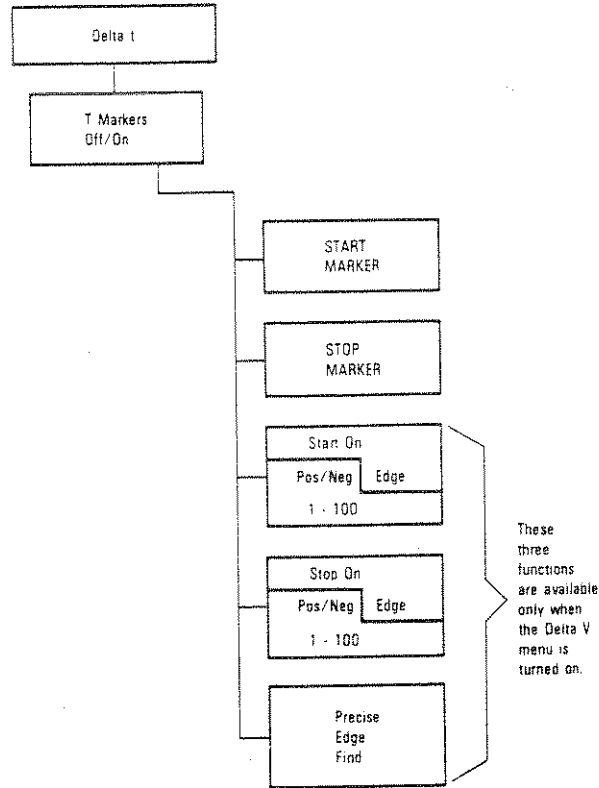 Delta t
T Markers
Off/On
START
MARKER
STOP
MARKER
Start On
Pos/Neg Edge
1 - 100
Stop On
Pos/Neg Edge
1 - 100
Precise
Edge
Find
These
three
functions
are available
only when
the Delta V
menu is
turned on.